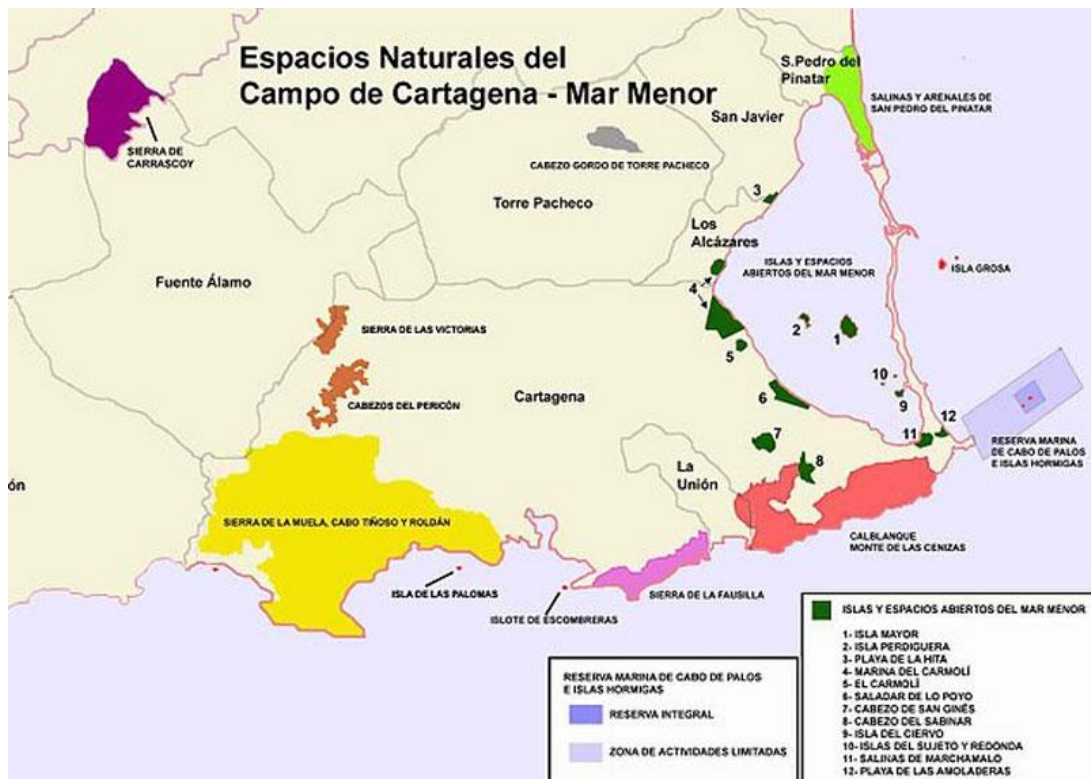 Espacios Naturales del
Campo de Cartagena - Mar Menor
S.Pedro del
Pinatar
SALINAS Y ARENALES DE
SAN PEDRO DEL PINATAR
San Javier
SIERRA DE
CARRASCOY
CABEZO GORDO DE TORRE PACHECO
3
Torre Pacheco
Los
Alcázares
ISLAS Y ESPACIOS
ABIERTOS DEL MAR MENOR
ISLA GROSA
Fuente Álamo
4
SIERRA DE LAS VICTORIAS
2
1
5
10
CABEZOS DEL PERICÓN
Cartagena
6
9
12
7
11
RESERVA MARINA
DE CABO DE PALOS
E ISLAS HORMIGAS
8
La
Unión
ón
SIERRA DE LA MUELA, CABO TIÑOSO Y ROLDÁN
CALBLANQUE
MONTE DE LAS CENIZAS
ISLA DE LAS PALOMAS
SIERRA DE LA FAUSILLA
ISLOTE DE ESCOMBRERAS
RESERVA MARINA DE CABO DE PALOS
E ISLAS HORMIGAS
RESERVA INTEGRAL
ZONA DE ACTIVIDADES LIMITADAS
ISLAS Y ESPACIOS ABIERTOS DEL MAR MENOR
1- ISLA MAYOR
2- ISLA PERDIGUERA
3- PLAYA DE LA HITA
4- MARINA DEL CARMOLÍ
5- EL CARMOLÍ
6- SALADAR DE LO POYO
7- CABEZO DE SAN GINÉS
8- CABEZO DEL SABINAR
9- ISLA DEL CIERVO
10- ISLAS DEL SUJETO Y REDONDA
11- SALINAS DE MARCHAMALO
12- PLAYA DE LAS AMOLADERAS